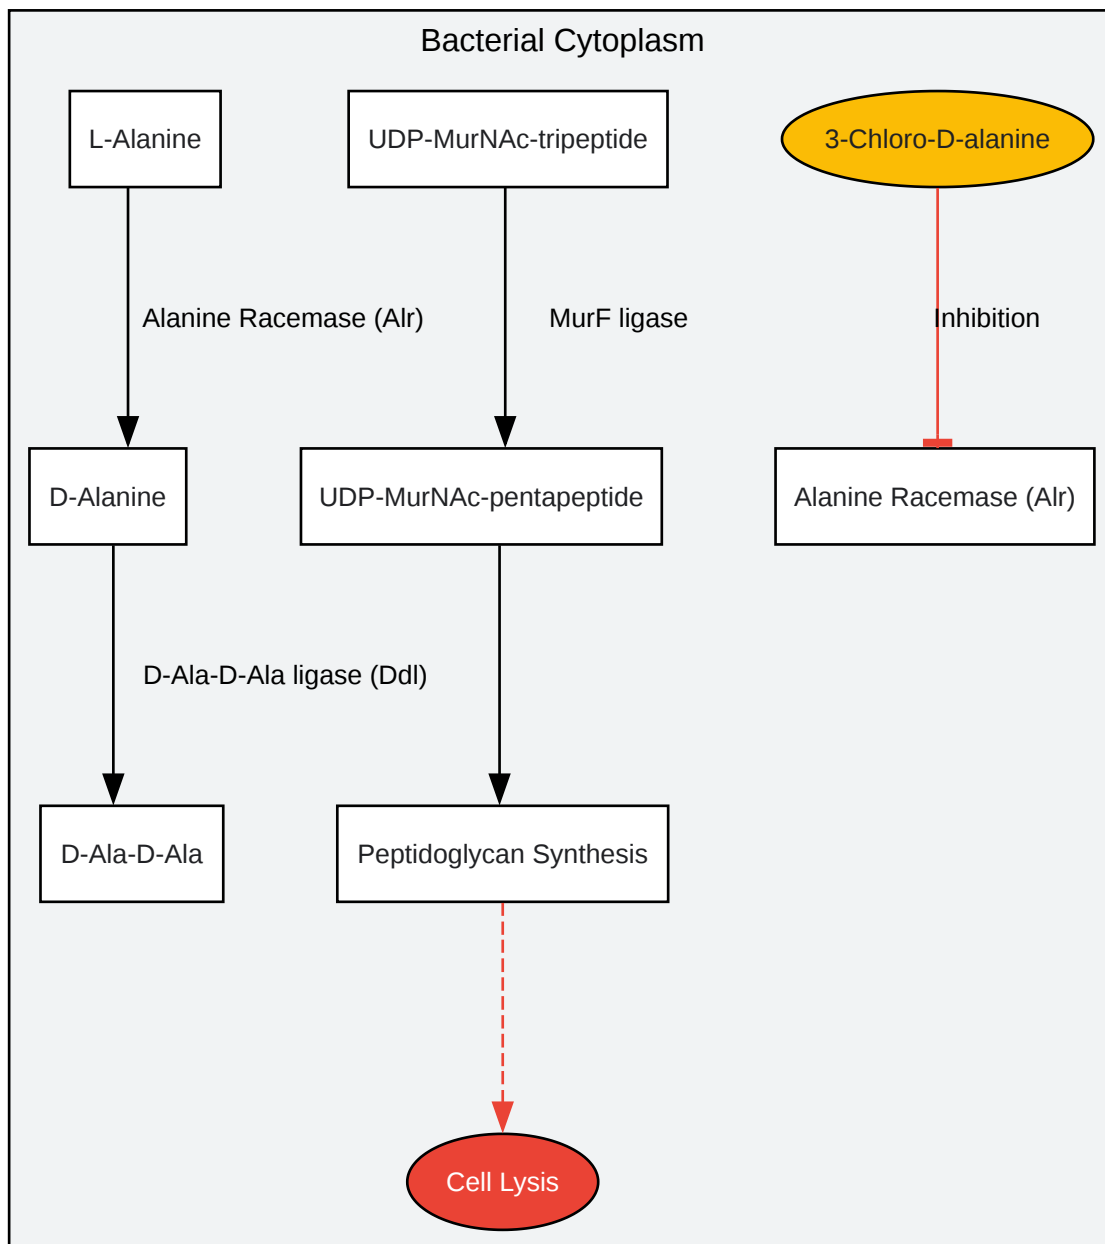 Bacterial Cytoplasm
L-Alanine
UDP-MurNAc-tripeptide
3-Chloro-D-alanine
Alanine Racemase (Alr)
MurF ligase
Inhibition
D-Alanine
UDP-MurNAc-pentapeptide
Alanine Racemase (Alr)
D-Ala-D-Ala ligase (Ddl)
D-Ala-D-Ala
Peptidoglycan Synthesis
Cell Lysis